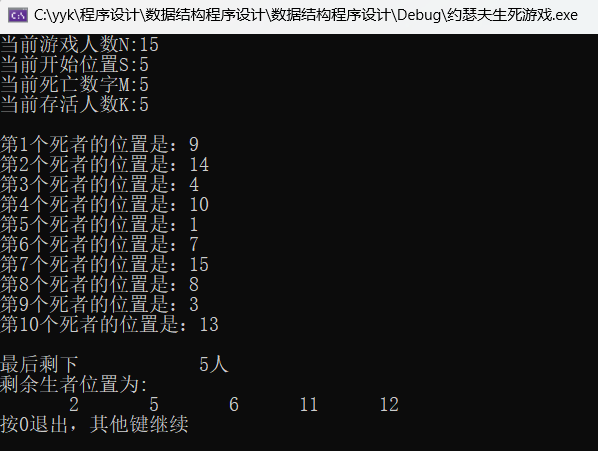 C:\yyk\程序设计\数据结构程序设计\数据结构程序设计\Debug\约瑟夫生死游戏.exe
当前游戏人数N:15
当前开始位置S:5
当前死亡数字M:5
当前存活人数K:5
第1个死者的位置是：9
第2个死者的位置是：14
第3个死者的位置是：4
第4个死者的位置是：10
第5个死者的位置是：1
第6个死者的位置是：7
第7个死者的位置是：15
第8个死者的位置是：8
第9个死者的位置是：3
第10个死者的位置是：13
最后剩下 5人
剩余生者位置为:
2 5 6 11 12
按0退出，其他键继续